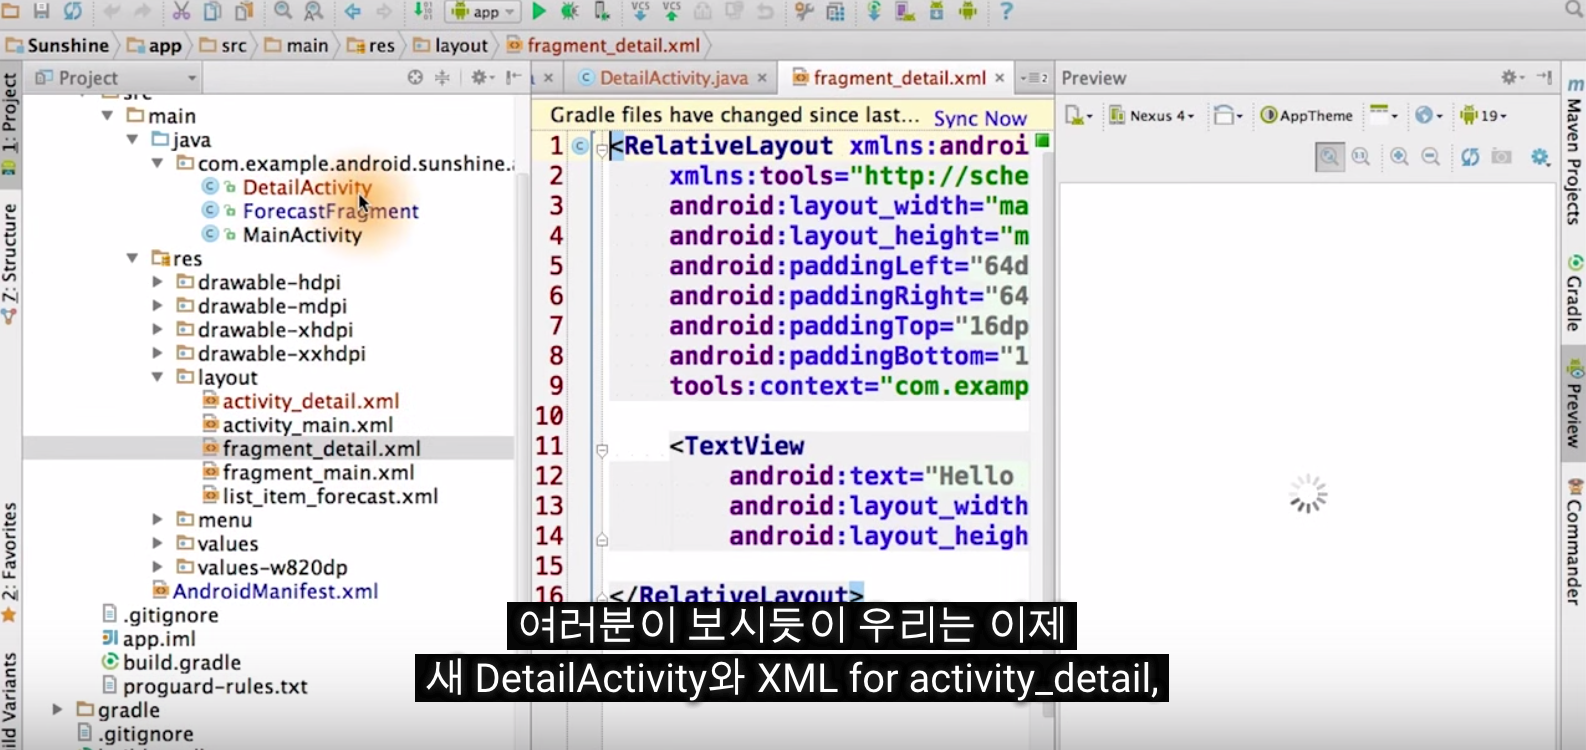 app
Sunshine app src main res layout fragment_detail.xml
1: Project
7: Structure
2: Favorites
Project
src
main
java
com.example.android.sunshine.
DetailActivity
ForecastFragment
MainActivity
res
drawable-hdpi
drawable-mdpi
drawable-xhdpi
drawable-xxhdpi
layout
activity_detail.xml
activity_main.xml
fragment_detail.xml
fragment_main.xml
list_item_forecast.xml
menu
values
values-w820dp
AndroidManifest.xml
.gitignore
app.iml
build.gradle
proguard-rules.txt
gradle
.gitignore
DetailActivity.java fragment_detail.xml
Gradle files have changed since last... Sync Now
1 <RelativeLayout xmlns:androi
2 xmlns:tools="http://sche
3 android:layout_width="ma
4 android:layout_height="m
5 android:paddingLeft="64d
6 android:paddingRight="64
7 android:paddingTop="16dp
8 android:paddingBottom="1
9 tools:context="com.examp
10
11 <TextView
12 android:text="Hello
13 android:layout_width
14 android:layout_heigh
15
16 </RelativeLayout>
Preview
Nexus 4 AppTheme 19
Maven Projects
Gradle
Preview
Commander
여러분이 보시듯이 우리는 이제
새 DetailActivity와 XML for activity_detail,